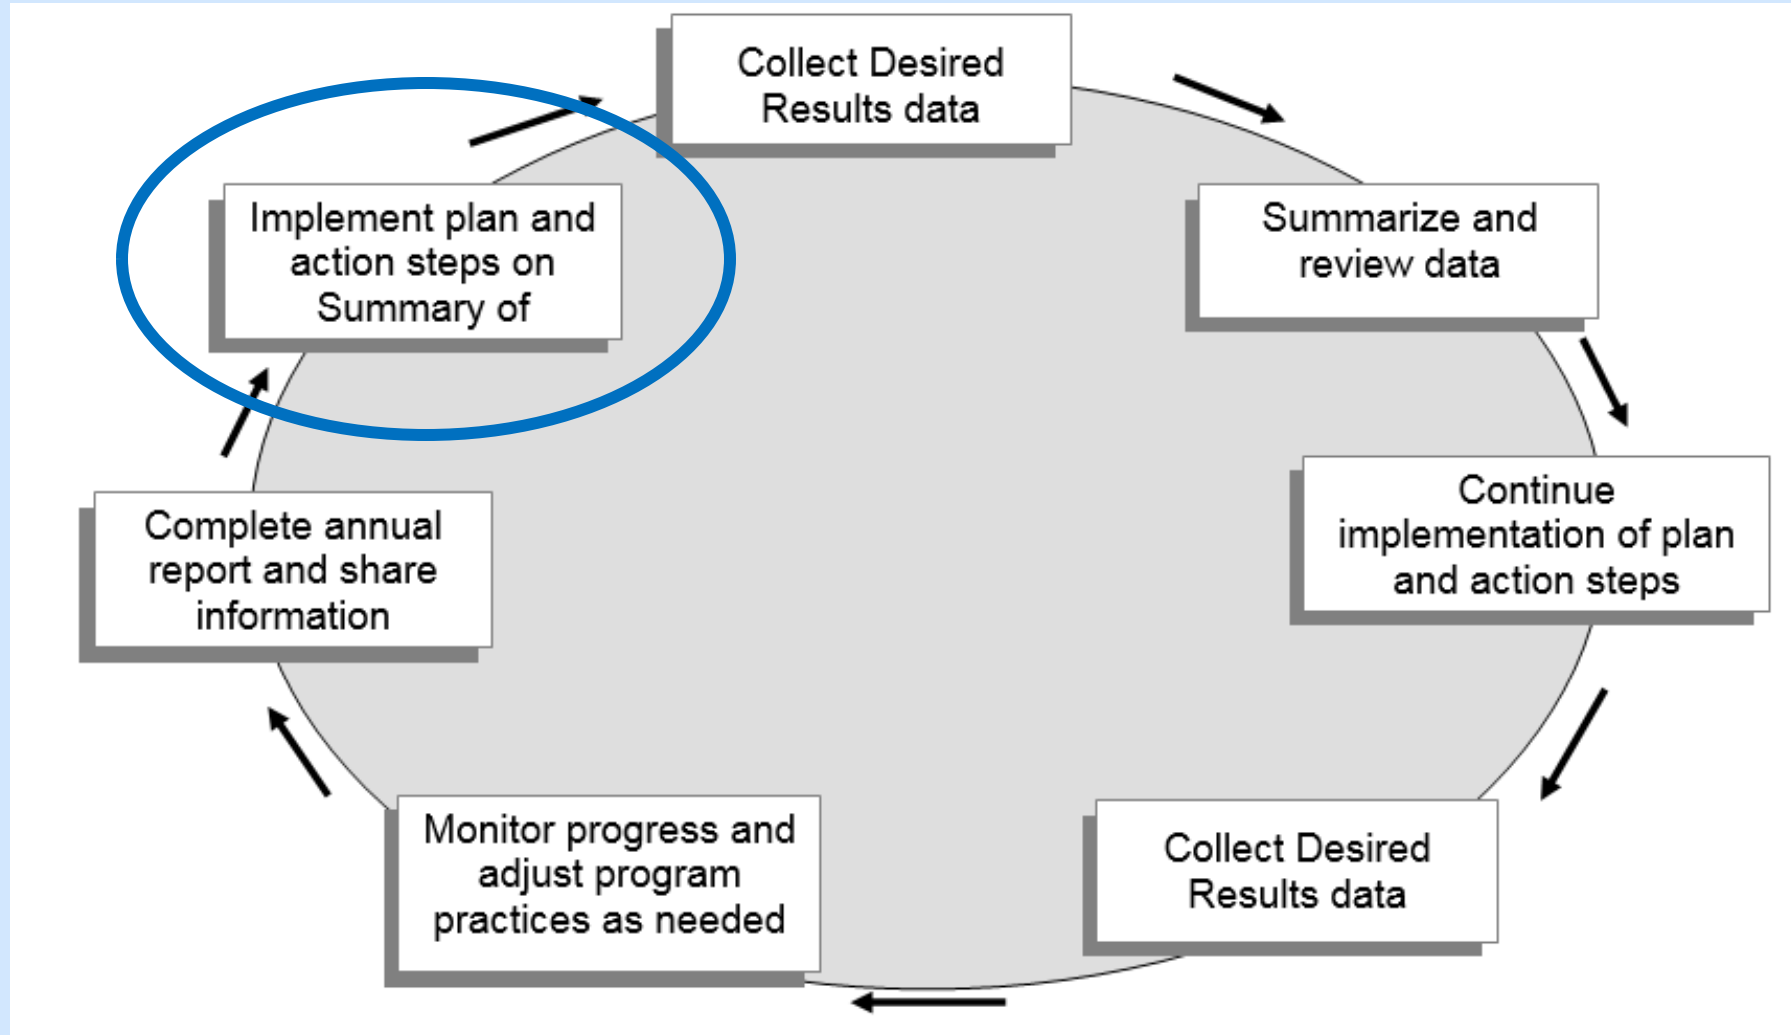 Collect Desired
Results data
Summarize and
review data
Continue
implementation of plan
and action steps
Collect Desired
Results data
Monitor progress and
adjust program
practices as needed
Complete annual
report and share
information
Implement plan and
action steps on
Summary of